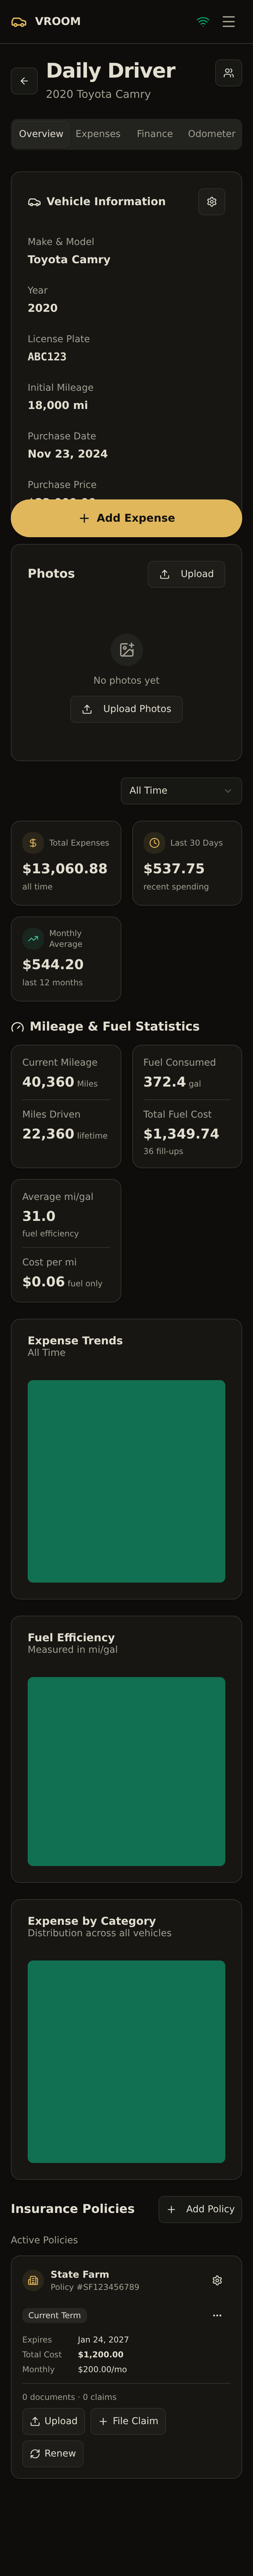 VROOM
Daily Driver
2020 Toyota Camry
Overview Expenses Finance Odometer
Vehicle Information
Make & Model
Toyota Camry
Year
2020
License Plate
ABC123
Initial Mileage
18,000 mi
Purchase Date
Nov 23, 2024
Purchase Price
Add Expense
Photos
Upload
No photos yet
Upload Photos
All Time
Total Expenses
$13,060.88
all time
Last 30 Days
$537.75
recent spending
Monthly
Average
$544.20
last 12 months
Mileage & Fuel Statistics
Current Mileage
40,360 Miles
Miles Driven
22,360 lifetime
Fuel Consumed
372.4 gal
Total Fuel Cost
$1,349.74
36 fill-ups
Average mi/gal
31.0
fuel efficiency
Cost per mi
$0.06 fuel only
Expense Trends
All Time
Fuel Efficiency
Measured in mi/gal
Expense by Category
Distribution across all vehicles
Insurance Policies
Add Policy
Active Policies
State Farm
Policy #SF123456789
Current Term
Expires Jan 24, 2027
Total Cost $1,200.00
Monthly $200.00/mo
0 documents · 0 claims
Upload
File Claim
Renew